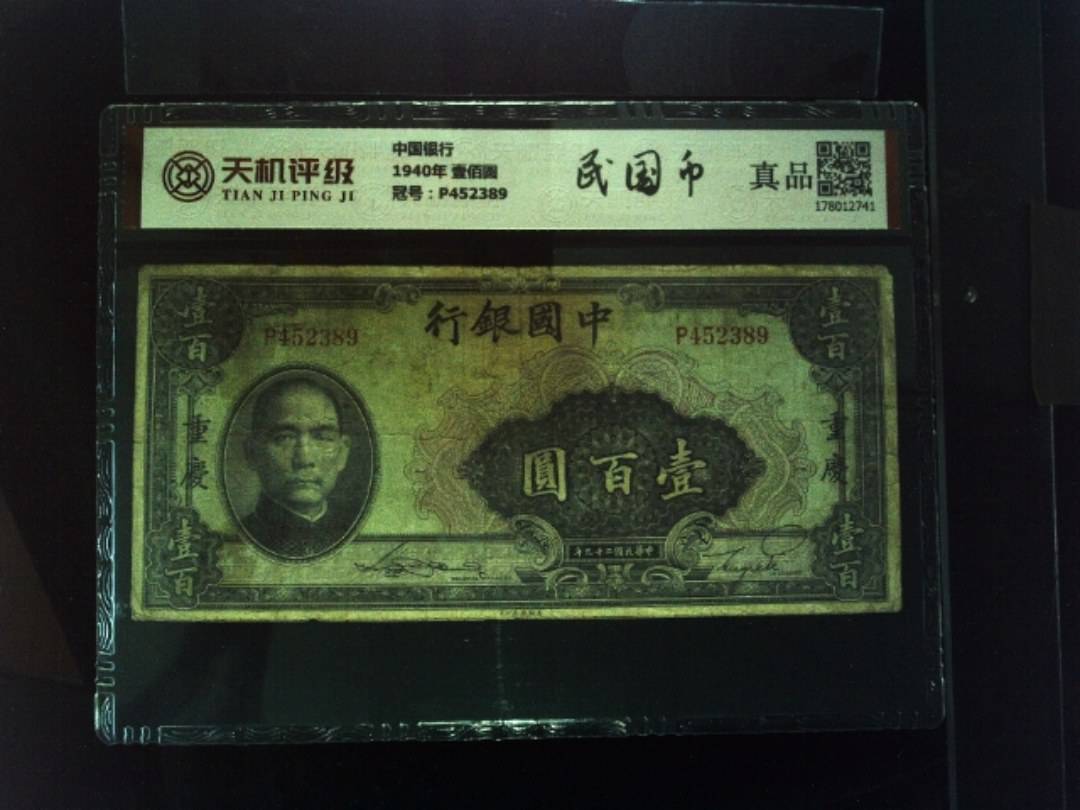 天机评级
TIAN JI PING JI
中国银行
1940年 壹佰圆
冠号：P452389
民国币
真品
178012741
行銀國中
壹百
壹百
P452389
P452389
重慶
重慶
圓百壹
壹百
壹百
年九十二國民華中